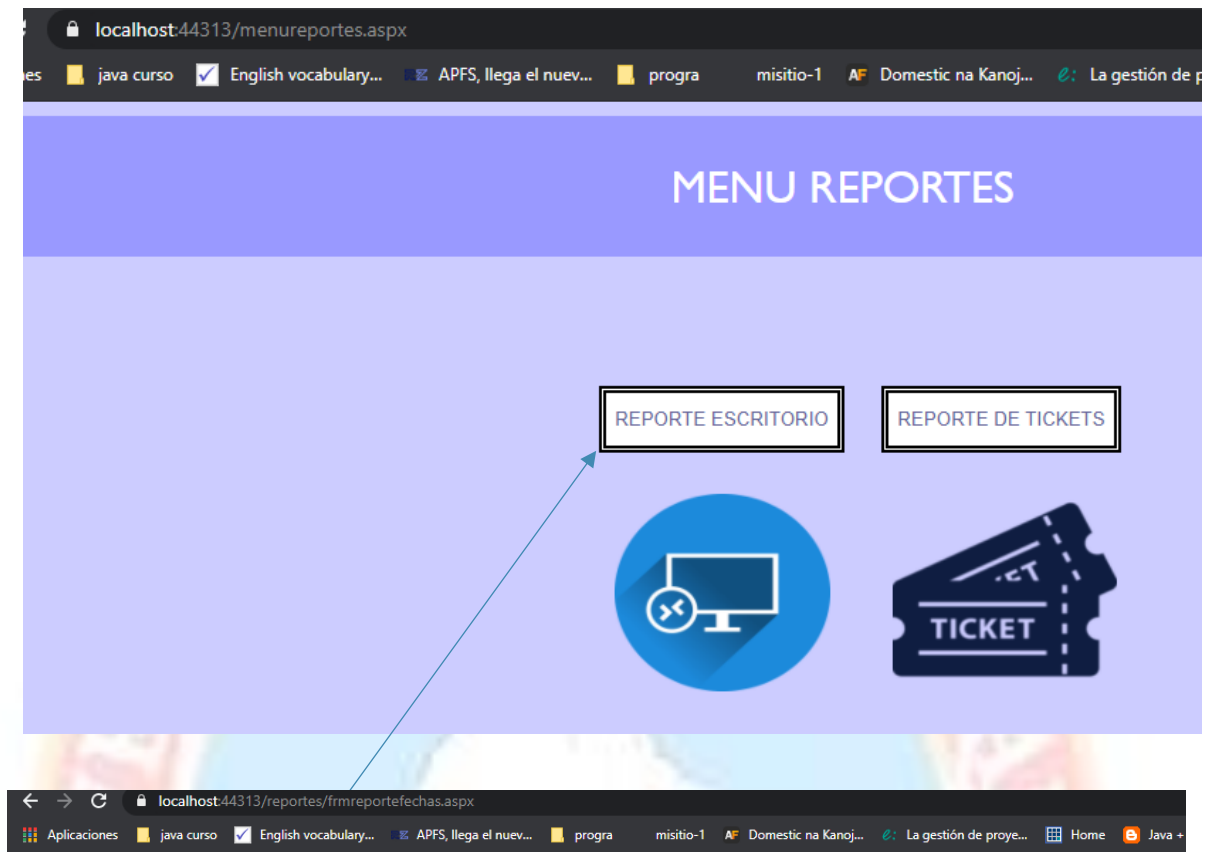 localhost:44313/menureportes.aspx
nes java curso English vocabulary... APFS, llega el nuev... progra misitio-1 AF Domestic na Kanoj... e: La gestión de p
MENU REPORTES
REPORTE ESCRITORIO REPORTE DE TICKETS
TICKET
localhost:44313/reportes/frmreportefechas.aspx
Aplicaciones java curso English vocabulary... APFS, llega el nuev... progra misitio-1 AF Domestic na Kanoj... e: La gestión de proye... Home Java +